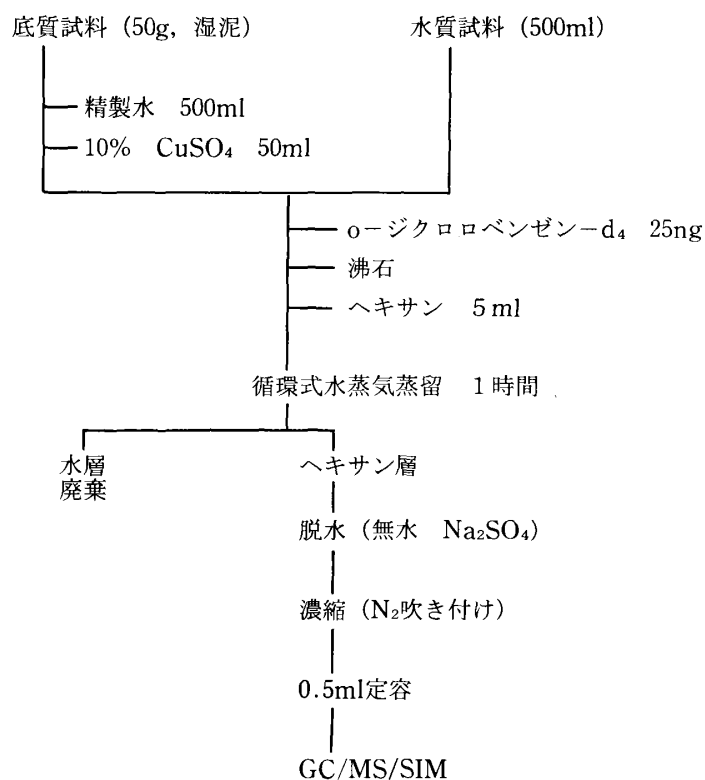 底質試料（50g，湿泥）
水質試料（500ml）
精製水　500ml
10%　CuSO₄　50ml
o－ジクロロベンゼン－d₄　25ng
沸石
ヘキサン　5ml
循環式水蒸気蒸留　1時間
水層
廃棄
ヘキサン層
脱水（無水　Na₂SO₄）
濃縮（N₂吹き付け）
0.5ml定容
GC/MS/SIM